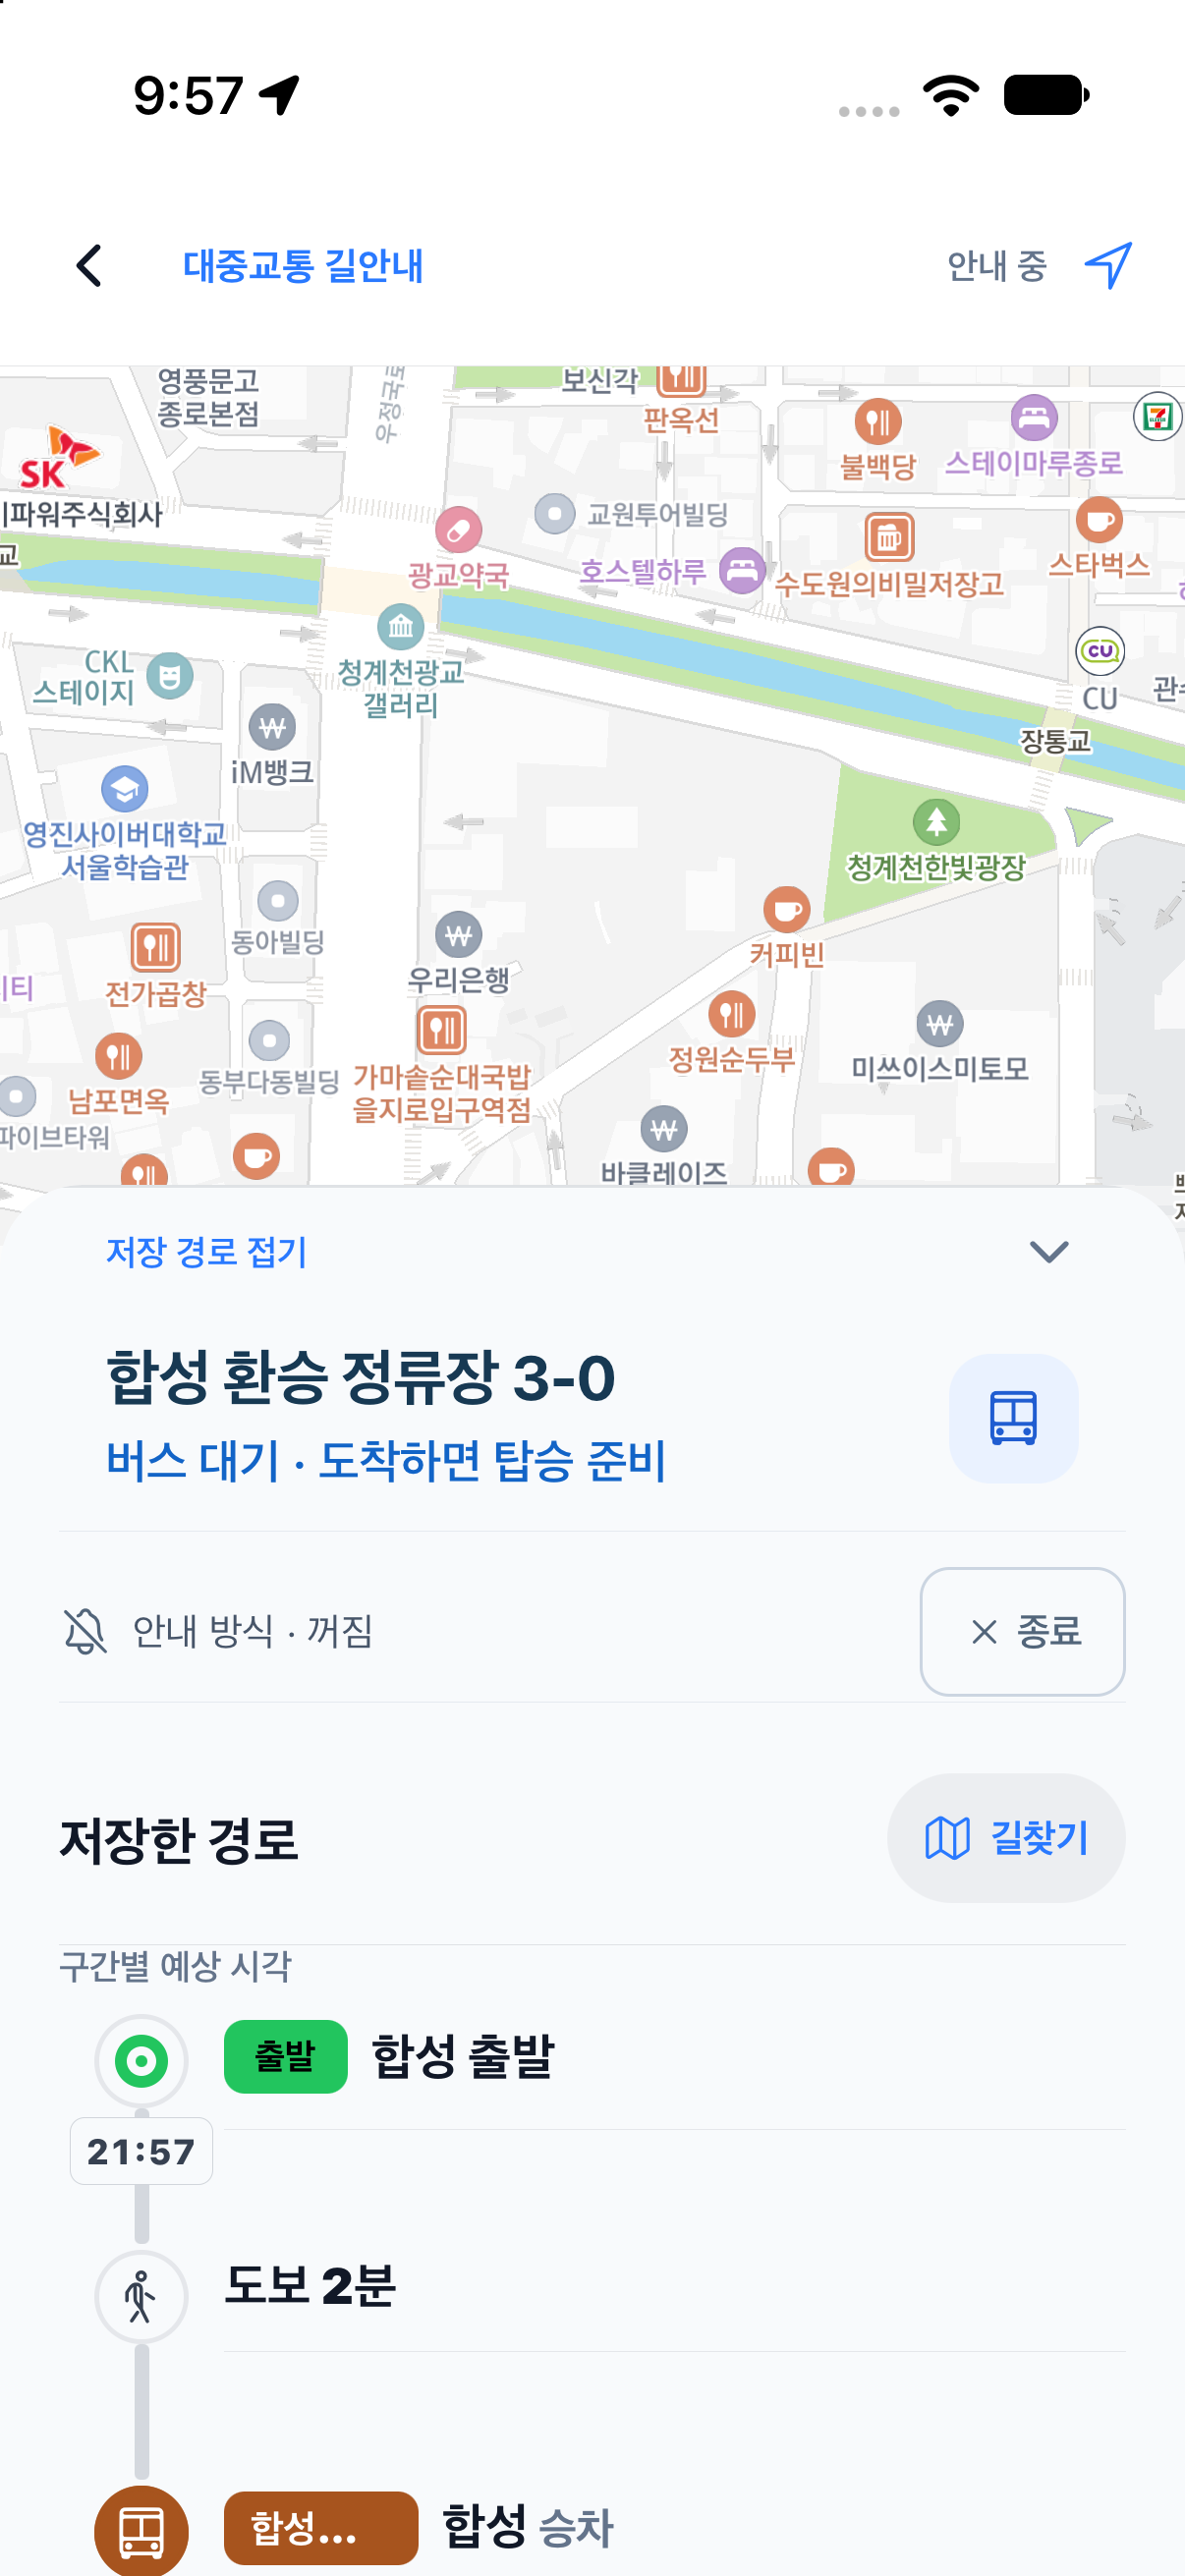 9:57
대중교통 길안내
안내 중
영풍문고
종로본점
우정국로
보신각
판옥선
불백당
스테이마루종로
SK
파워주식회사
교원투어빌딩
스타벅스
교
광교약국
호스텔하루
수도원의비밀저장고
CKL
스테이지
청계천광교
갤러리
CU
CU
장통교
iM뱅크
영진사이버대학교
서울학습관
청계천한빛광장
동아빌딩
커피빈
우리은행
티
전가곱창
정원순두부
미쓰이스미토모
동부다동빌딩
가마솥순대국밥
을지로입구역점
남포면옥
파이브타워
바클레이즈
저장 경로 접기
합성 환승 정류장 3-0
버스 대기 · 도착하면 탑승 준비
안내 방식 · 꺼짐
종료
저장한 경로
길찾기
구간별 예상 시각
출발 합성 출발
21:57
도보 2분
합성... 합성 승차